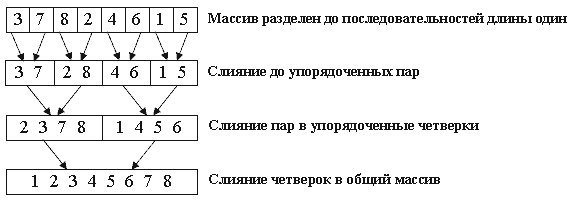 3 7 8 2 4 6 1 5 Массив разделен до последовательностей длины один
3 7 2 8 4 6 1 5 Слияние до упорядоченных пар
2 3 7 8 1 4 5 6 Слияние пар в упорядоченные четверки
1 2 3 4 5 6 7 8 Слияние четверок в общий массив